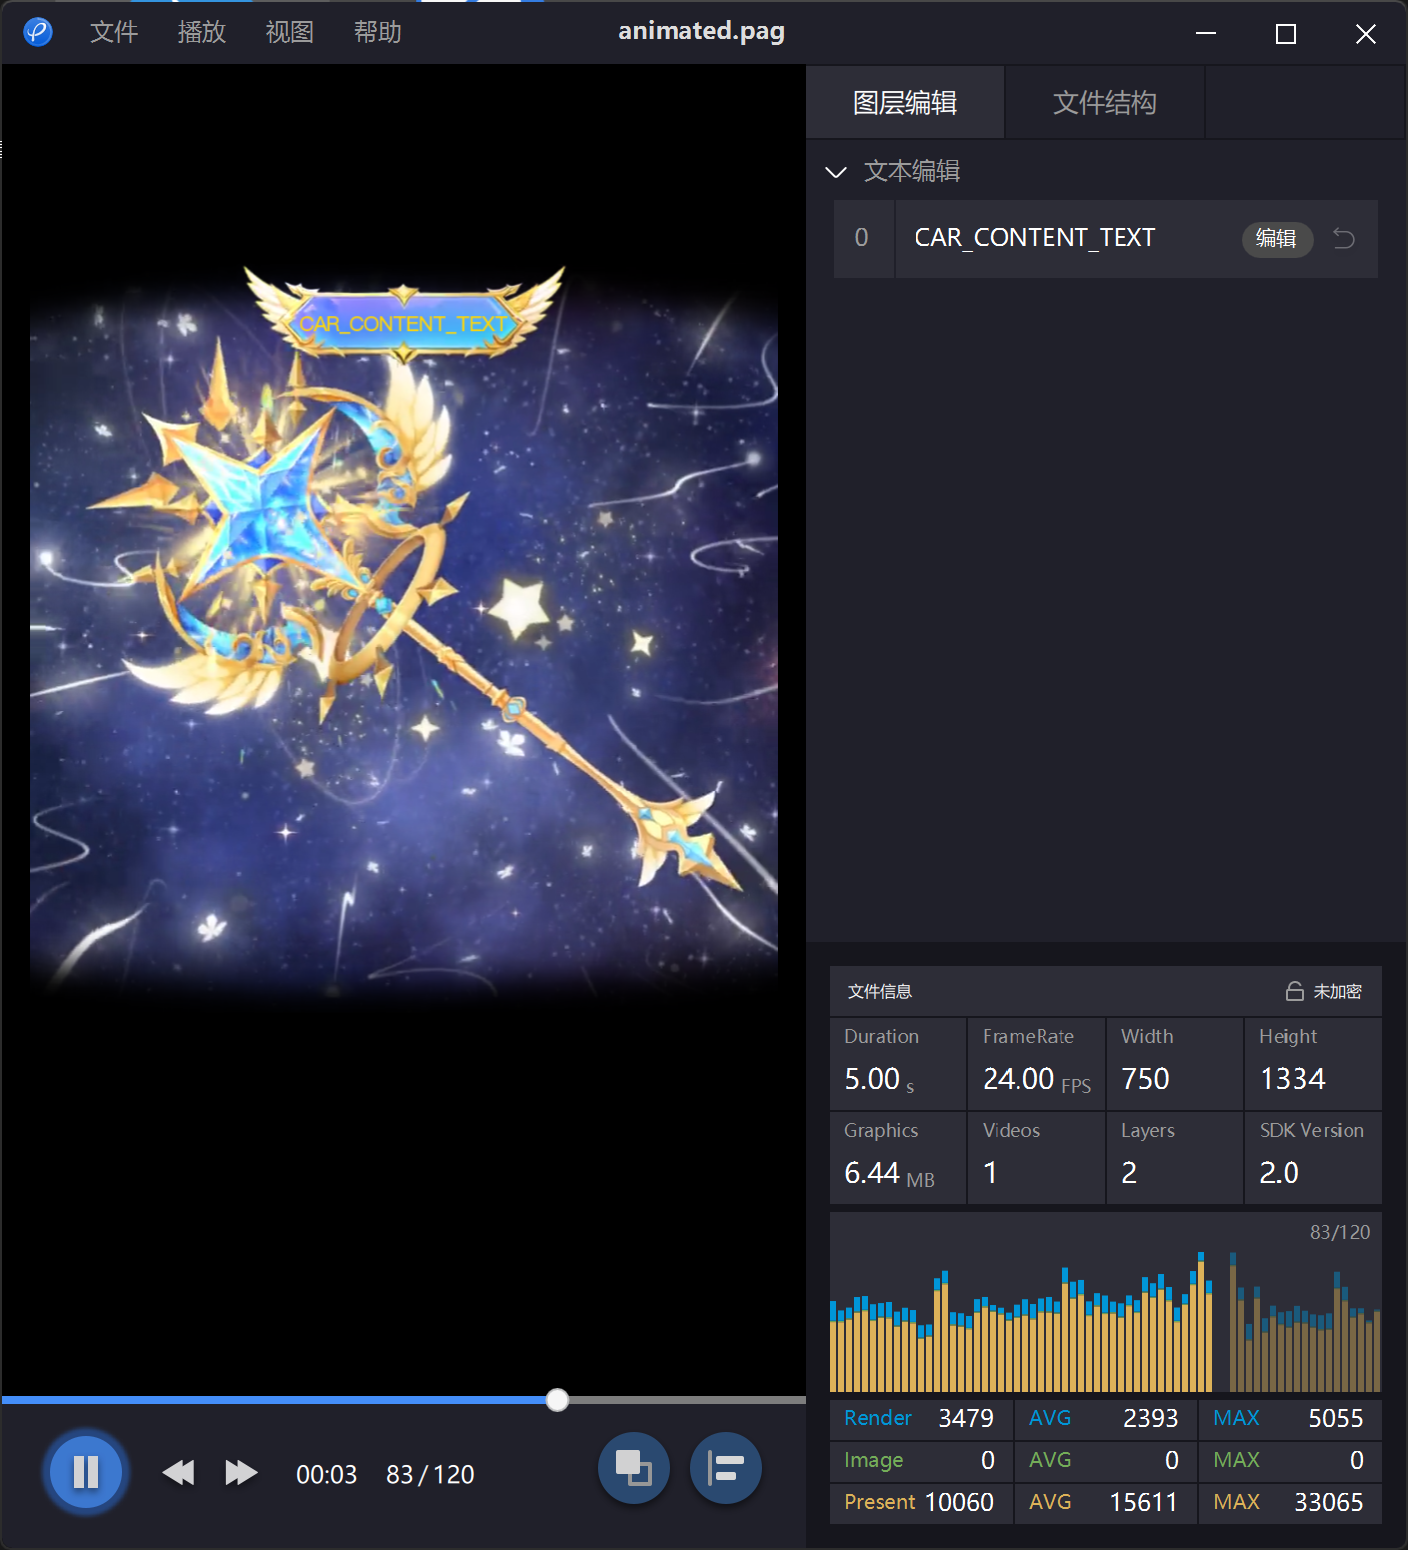 文件 播放 视图 帮助 animated.pag
图层编辑 文件结构
文本编辑
0 CAR_CONTENT_TEXT 编辑
CAR_CONTENT_TEXT
文件信息 未加密
Duration FrameRate Width Height
5.00 s 24.00 FPS 750 1334
Graphics Videos Layers SDK Version
6.44 MB 1 2 2.0
83/120
Render 3479 AVG 2393 MAX 5055
Image 0 AVG 0 MAX 0
Present 10060 AVG 15611 MAX 33065
00:03 83 / 120